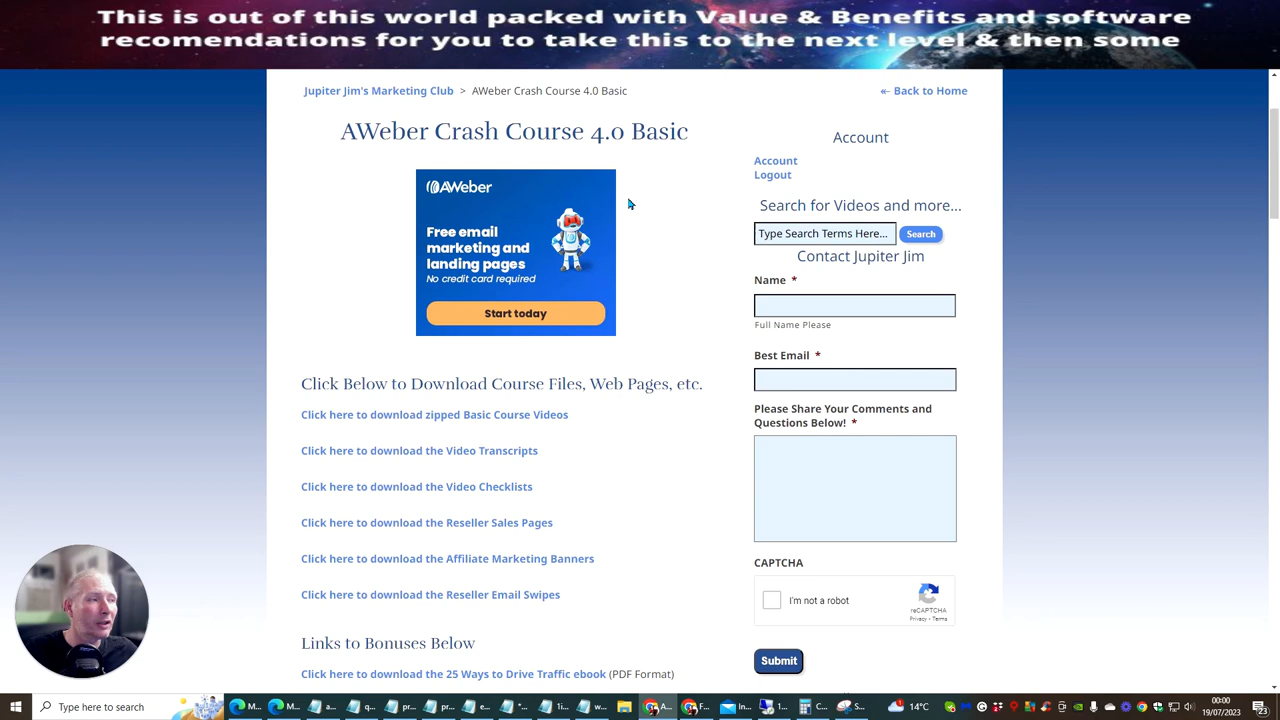 This is out of this world packed with Value & Benefits and software
recomendations for you to take this to the next level & then some
Jupiter Jim's Marketing Club > AWeber Crash Course 4.0 Basic
↞ Back to Home
AWeber Crash Course 4.0 Basic
AWeber
Free email
marketing and
landing pages
No credit card required
Start today
Click Below to Download Course Files, Web Pages, etc.
Click here to download zipped Basic Course Videos
Click here to download the Video Transcripts
Click here to download the Video Checklists
Click here to download the Reseller Sales Pages
Click here to download the Affiliate Marketing Banners
Click here to download the Reseller Email Swipes
Links to Bonuses Below
Click here to download the 25 Ways to Drive Traffic ebook (PDF Format)
Account
Account
Logout
Search for Videos and more...
Type Search Terms Here... Search
Contact Jupiter Jim
Name *
Full Name Please
Best Email *
Please Share Your Comments and
Questions Below! *
CAPTCHA
I'm not a robot
reCAPTCHA
Privacy • Terms
Submit
Type here to search
M... M... a... q... pr... pr... e... e... pr... 1i... w... A... F... In... S...
14°C
00:00
19/07/2023